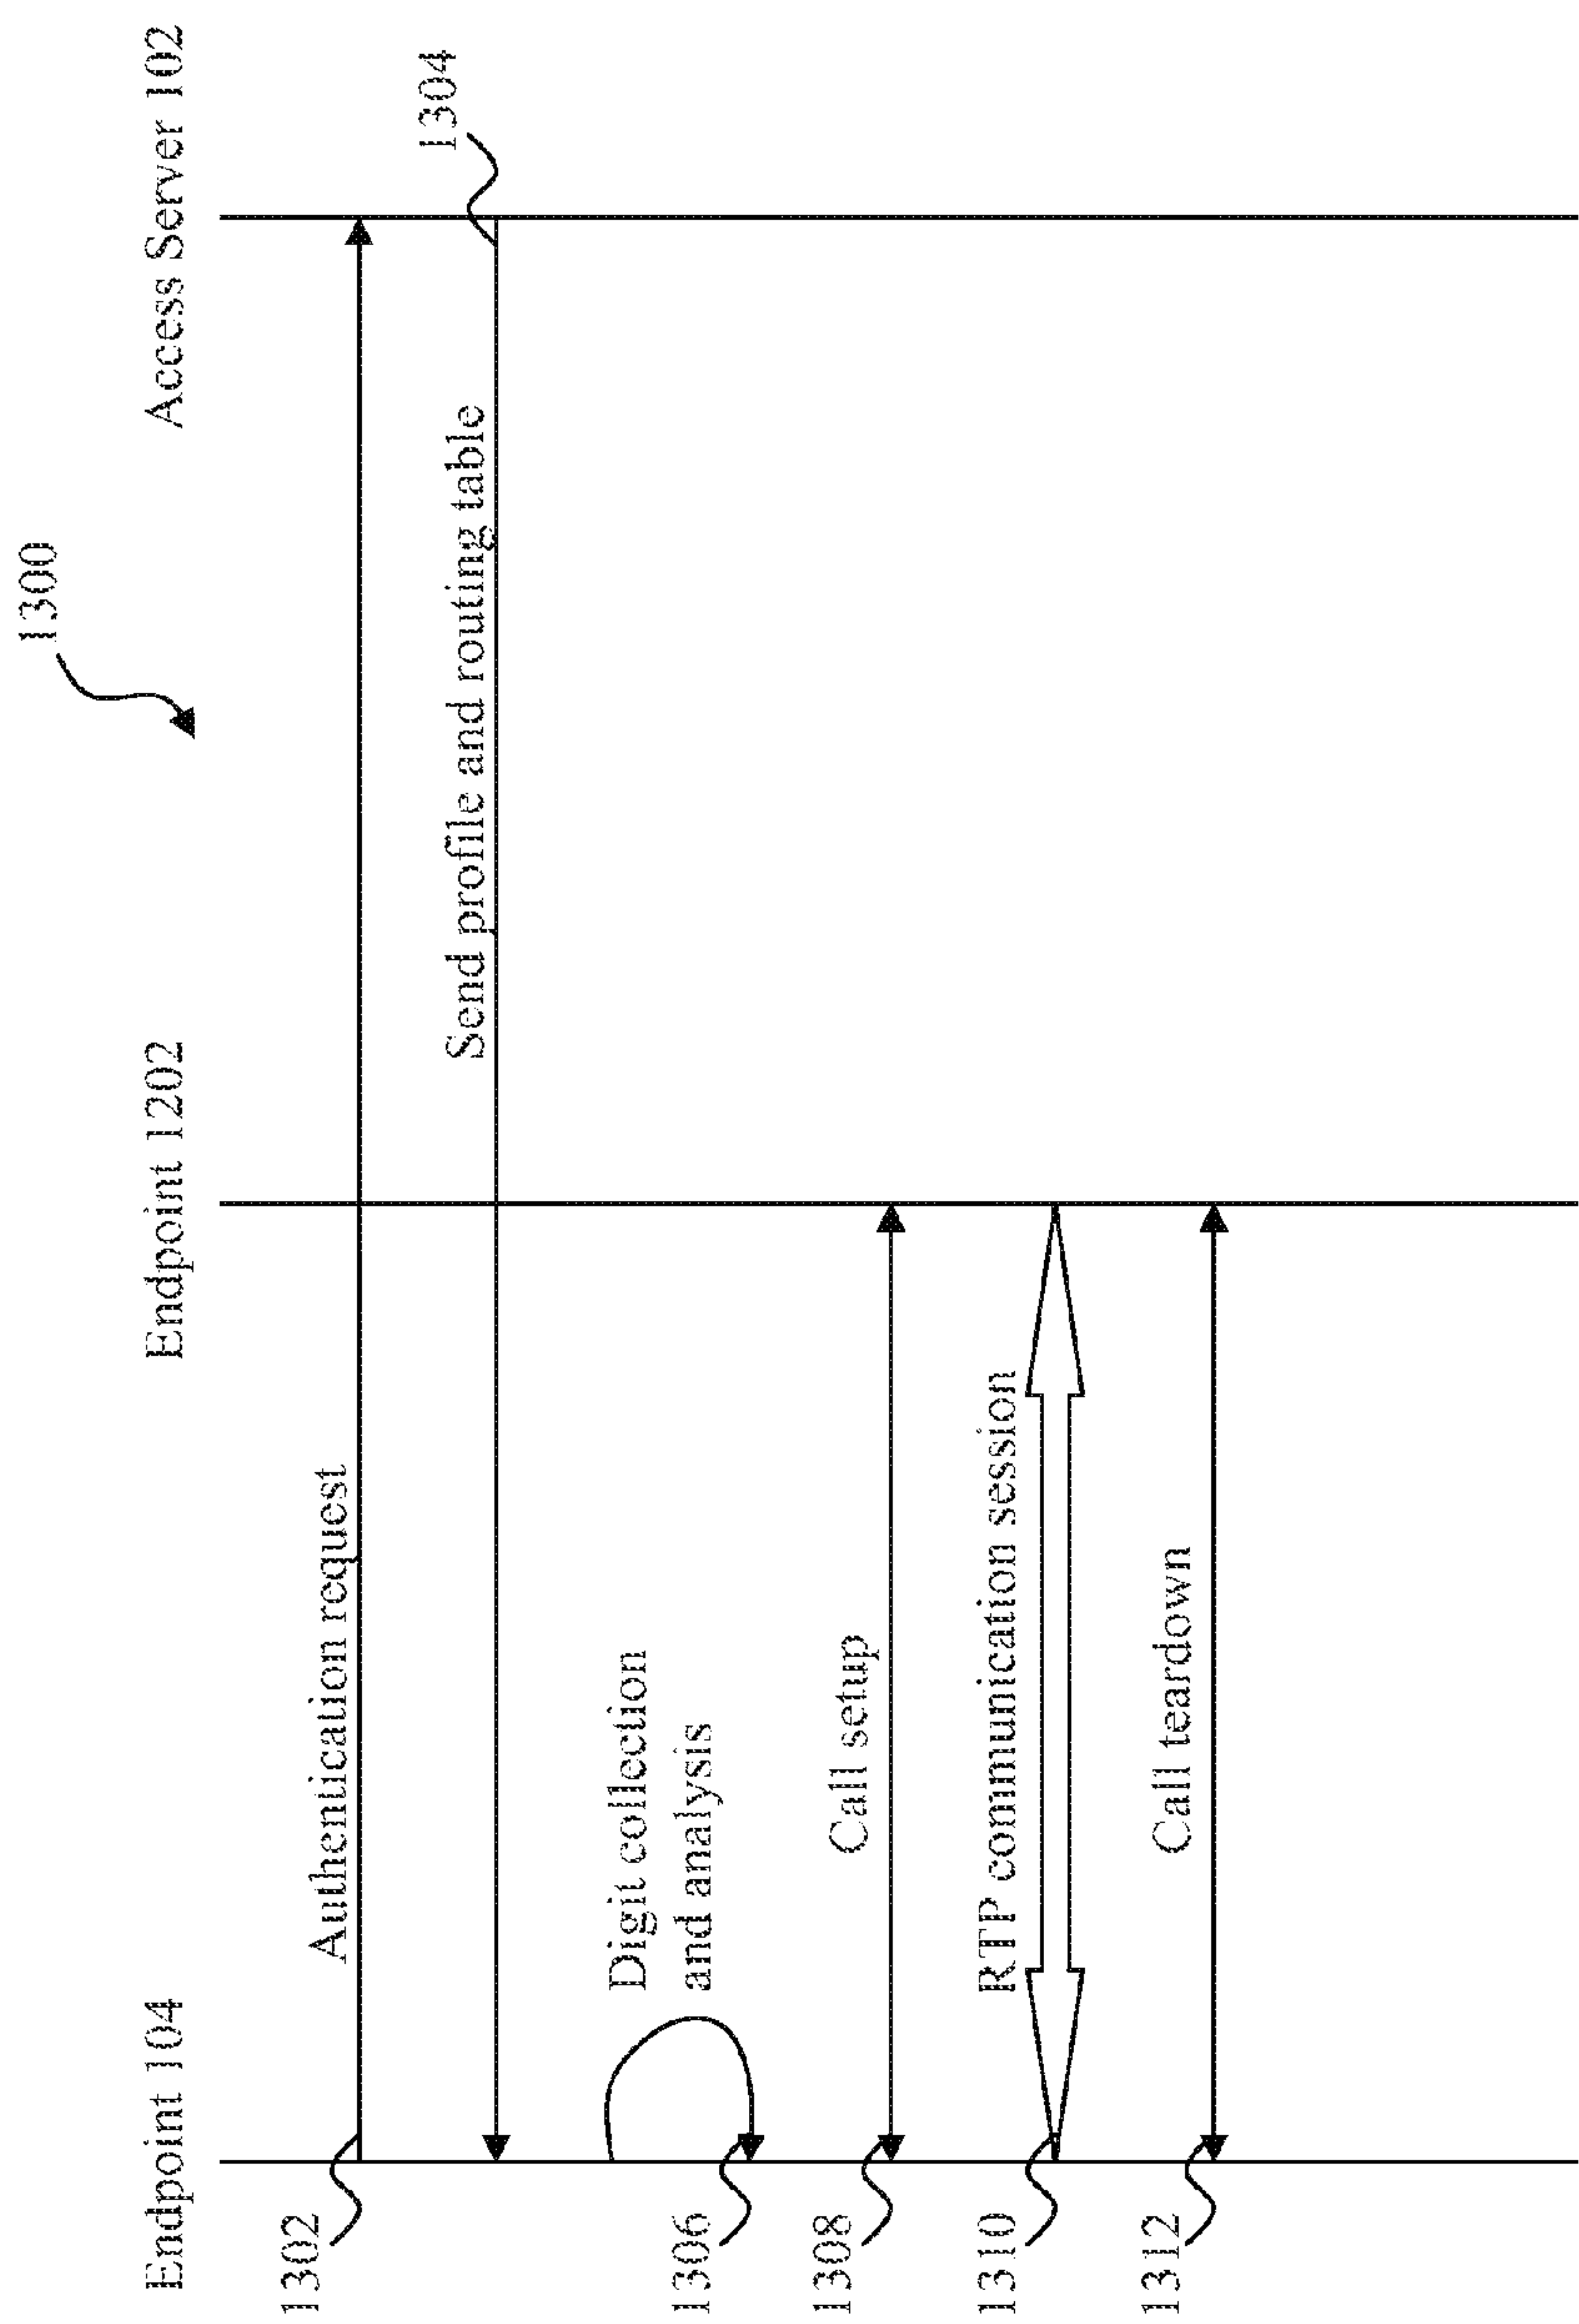 1300
Endpoint 104
Endpoint 1202
Access Server 102
1302
Authentication request
1304
Send profile and routing table
Digit collection
and analysis
1306
Call setup
1308
RTP communication session
1310
Call teardown
1312